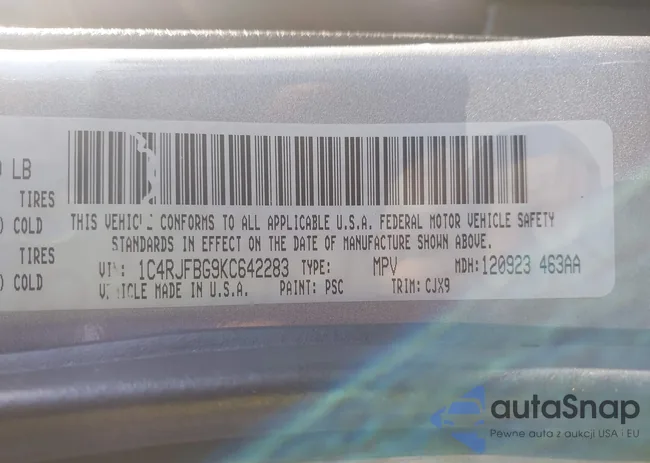 LB
TIRES
COLD
TIRES
COLD
THIS VEHICL CONFORMS TO ALL APPLICABLE U.S.A. FEDERAL MOTOR VEHICLE SAFETY
STANDARDS IN EFFECT ON THE DATE OF MANUFACTURE SHOWN ABOVE.
VIN: 1C4RJFBG9KC642283 TYPE: MPV MDH:120923 463AA
VEHICLE MADE IN U.S.A. PAINT: PSC TRIM: CJX9
autaSnap
Pewne auta z aukcji USA i EU